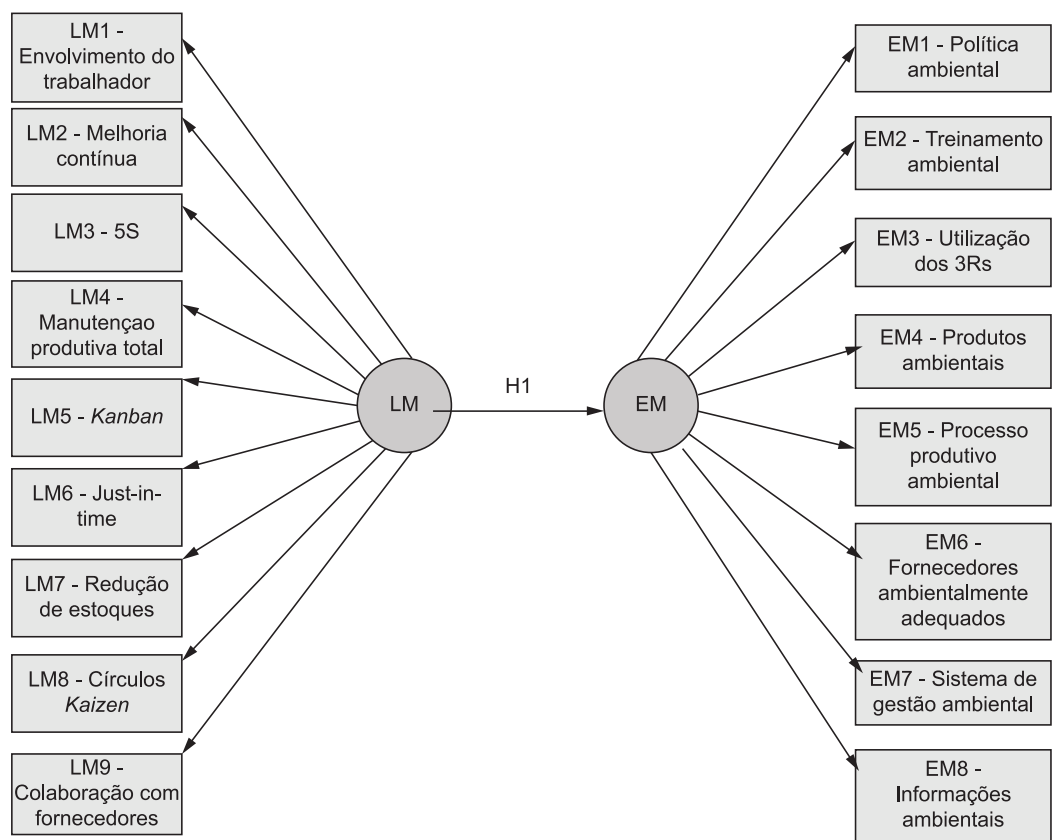 LM1 -
Envolvimento do
trabalhador
LM2 - Melhoria
contínua
LM3 - 5S
LM4 -
Manutençao
produtiva total
LM5 - Kanban
LM6 - Just-in-
time
LM7 - Redução
de estoques
LM8 - Círculos
Kaizen
LM9 -
Colaboração com
fornecedores
LM
H1
EM
EM1 - Política
ambiental
EM2 - Treinamento
ambiental
EM3 - Utilização
dos 3Rs
EM4 - Produtos
ambientais
EM5 - Processo
produtivo
ambiental
EM6 -
Fornecedores
ambientalmente
adequados
EM7 - Sistema de
gestão ambiental
EM8 -
Informações
ambientais